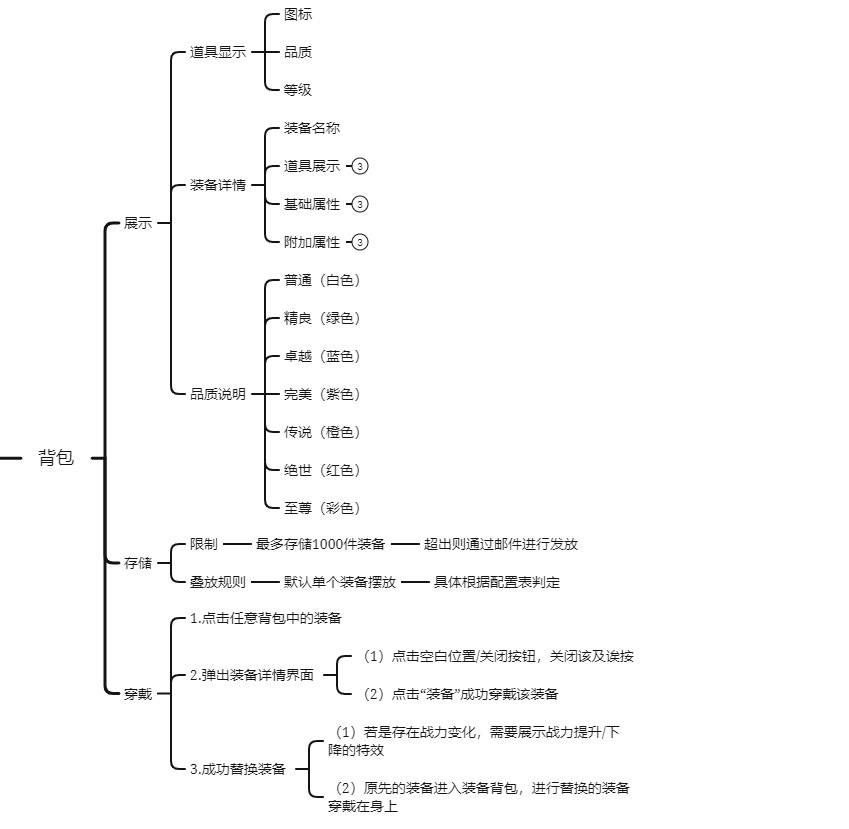 图标
道具显示
品质
等级
装备名称
道具展示 3
装备详情
基础属性 3
附加属性 3
展示
普通（白色）
精良（绿色）
卓越（蓝色）
品质说明
完美（紫色）
传说（橙色）
背包
绝世（红色）
至尊（彩色）
限制
最多存储1000件装备
超出则通过邮件进行发放
存储
叠放规则
默认单个装备摆放
具体根据配置表判定
1.点击任意背包中的装备
（1）点击空白位置/关闭按钮，关闭该及诶按
2.弹出装备详情界面
（2）点击“装备”成功穿戴该装备
穿戴
（1）若是存在战力变化，需要展示战力提升/下
降的特效
3.成功替换装备
（2）原先的装备进入装备背包，进行替换的装备
穿戴在身上